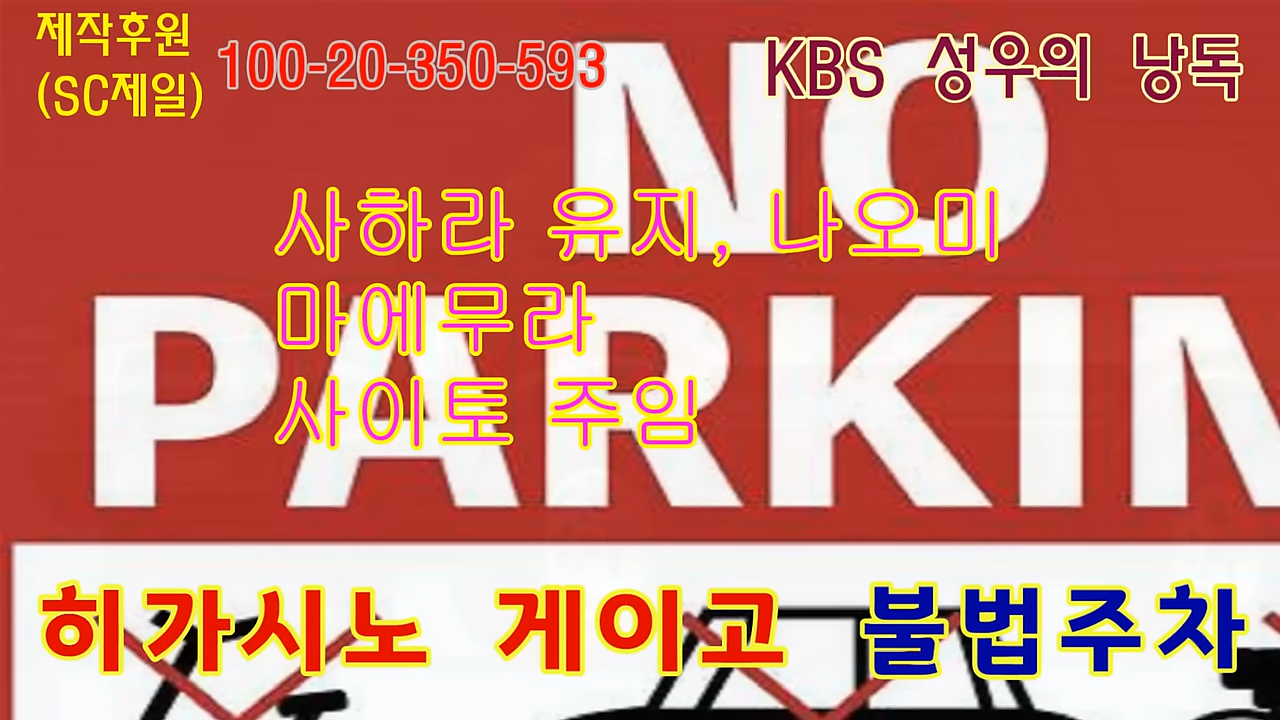 제작후원
(SC제일)
100-20-350-593
KBS 성우의 낭독
NO
사하라 유지, 나오미
마에무라
PARKIN
사이토 주임
히가시노 게이고 불법주차